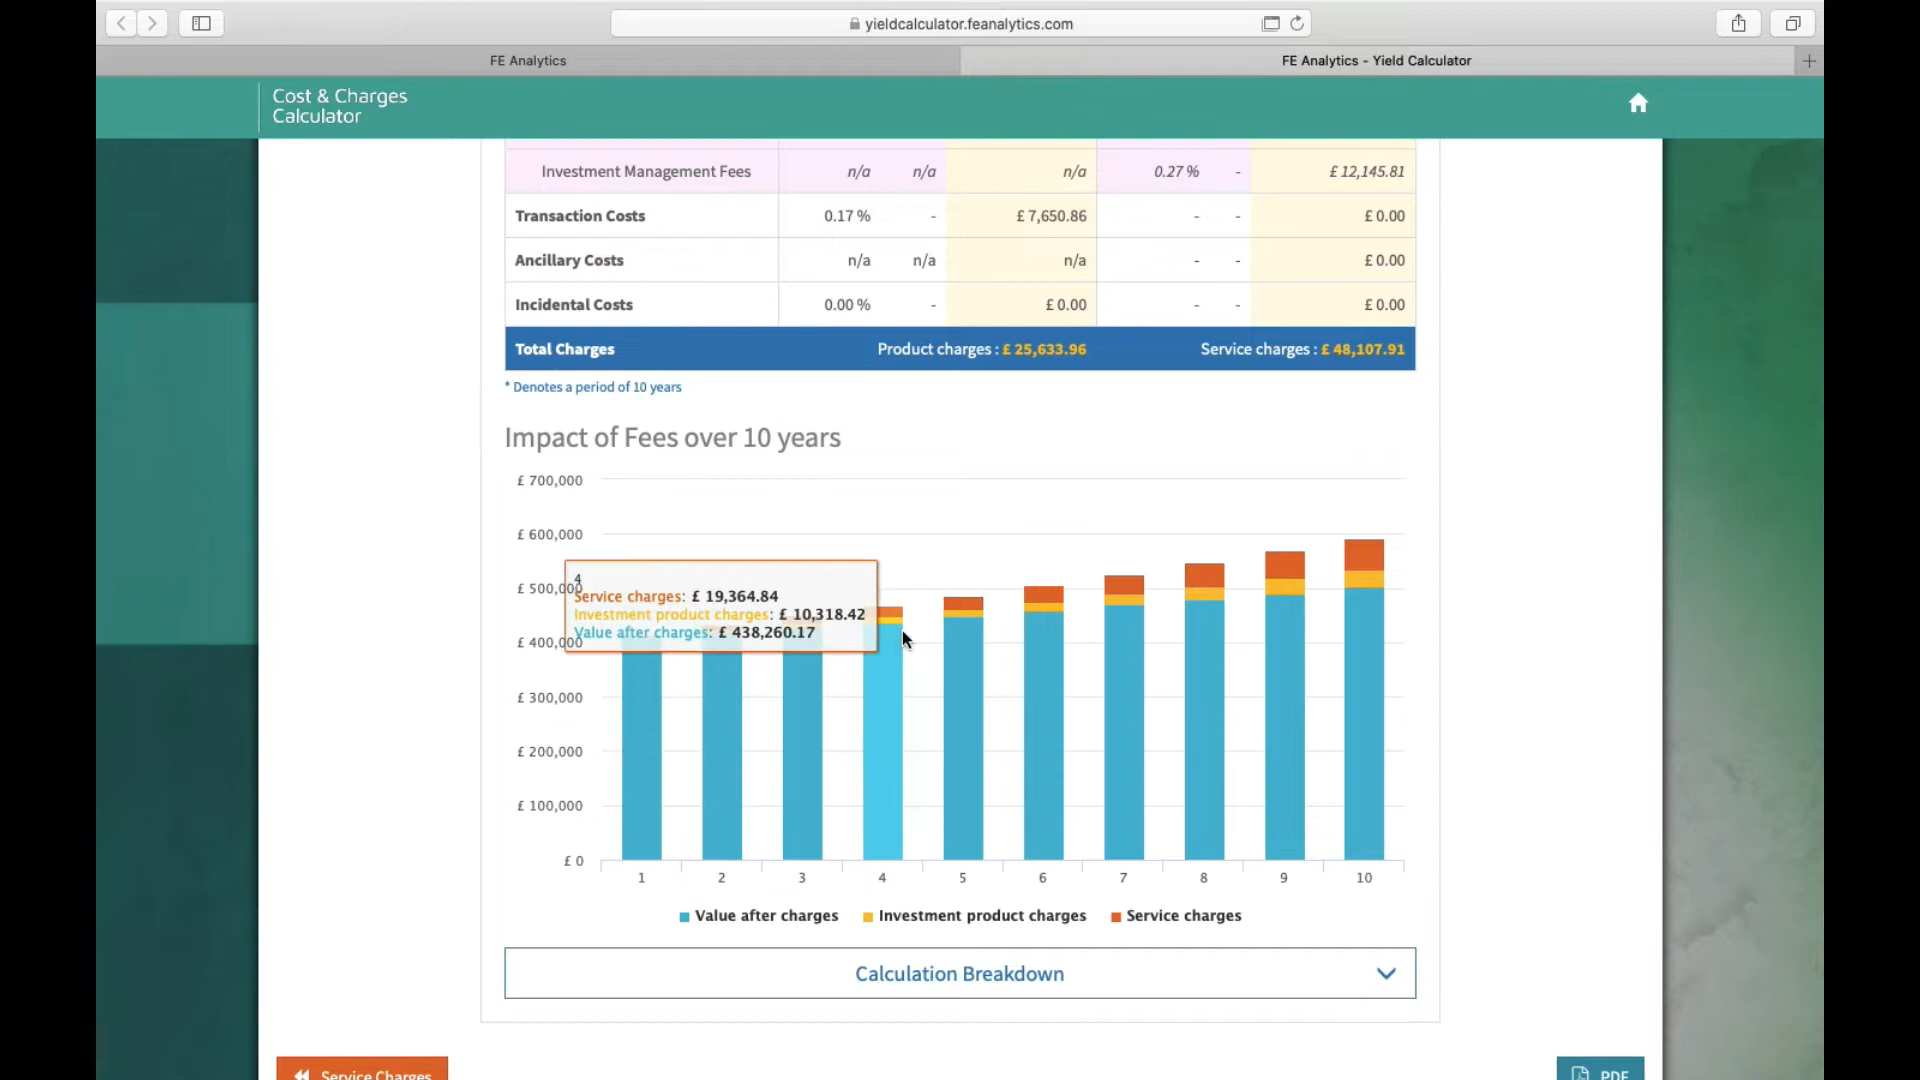 yieldcalculator.feanalytics.com
FE Analytics
FE Analytics - Yield Calculator
Cost & Charges
Calculator
Investment Management Fees n/a n/a n/a 0.27 % - £ 12,145.81
Transaction Costs 0.17 % - £ 7,650.86 - - £ 0.00
Ancillary Costs n/a n/a n/a - - £ 0.00
Incidental Costs 0.00 % - £ 0.00 - - £ 0.00
Total Charges Product charges : £ 25,633.96 Service charges : £ 48,107.91
* Denotes a period of 10 years
Impact of Fees over 10 years
£ 700,000
£ 600,000
£ 500,000
£ 400,000
£ 300,000
£ 200,000
£ 100,000
£ 0
4
Service charges: £ 19,364.84
Investment product charges: £ 10,318.42
Value after charges: £ 438,260.17
1 2 3 4 5 6 7 8 9 10
Value after charges Investment product charges Service charges
Calculation Breakdown
Service Charges
PDF